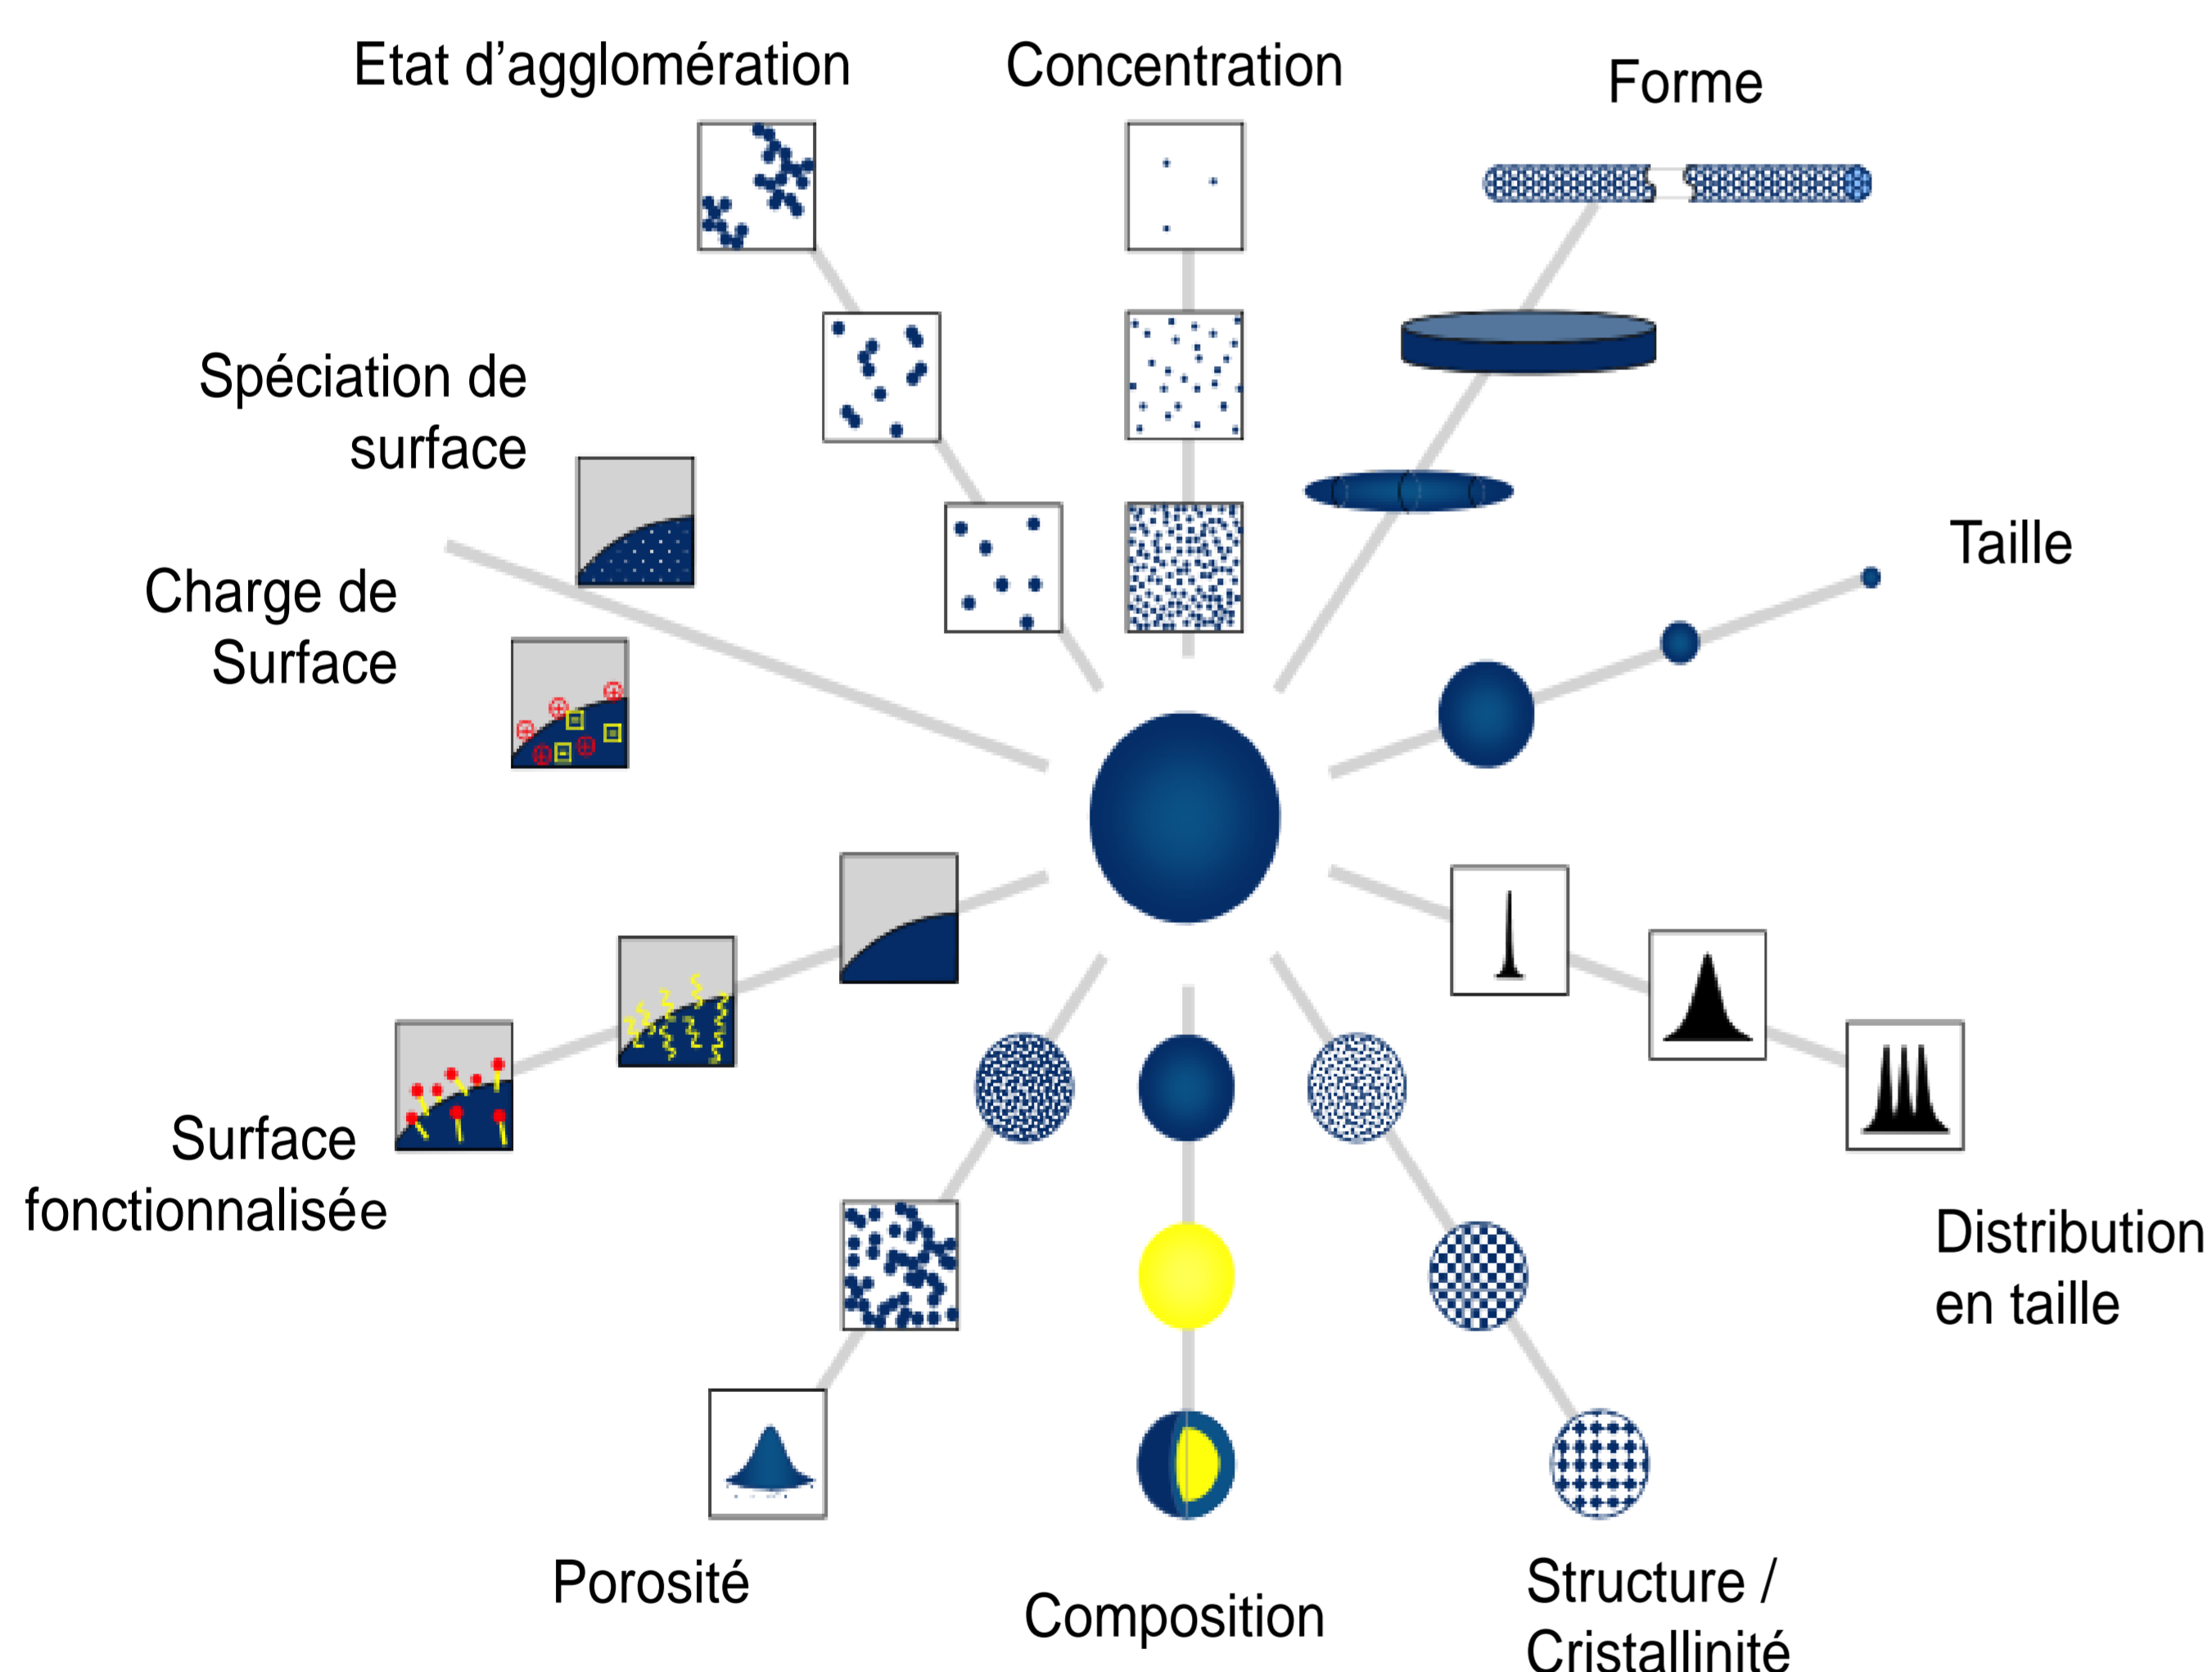 Etat d'agglomération
Concentration
Forme
Spéciation de
surface
Taille
Charge de
Surface
Surface
fonctionnalisée
Distribution
en taille
Porosité
Composition
Structure /
Cristallinité